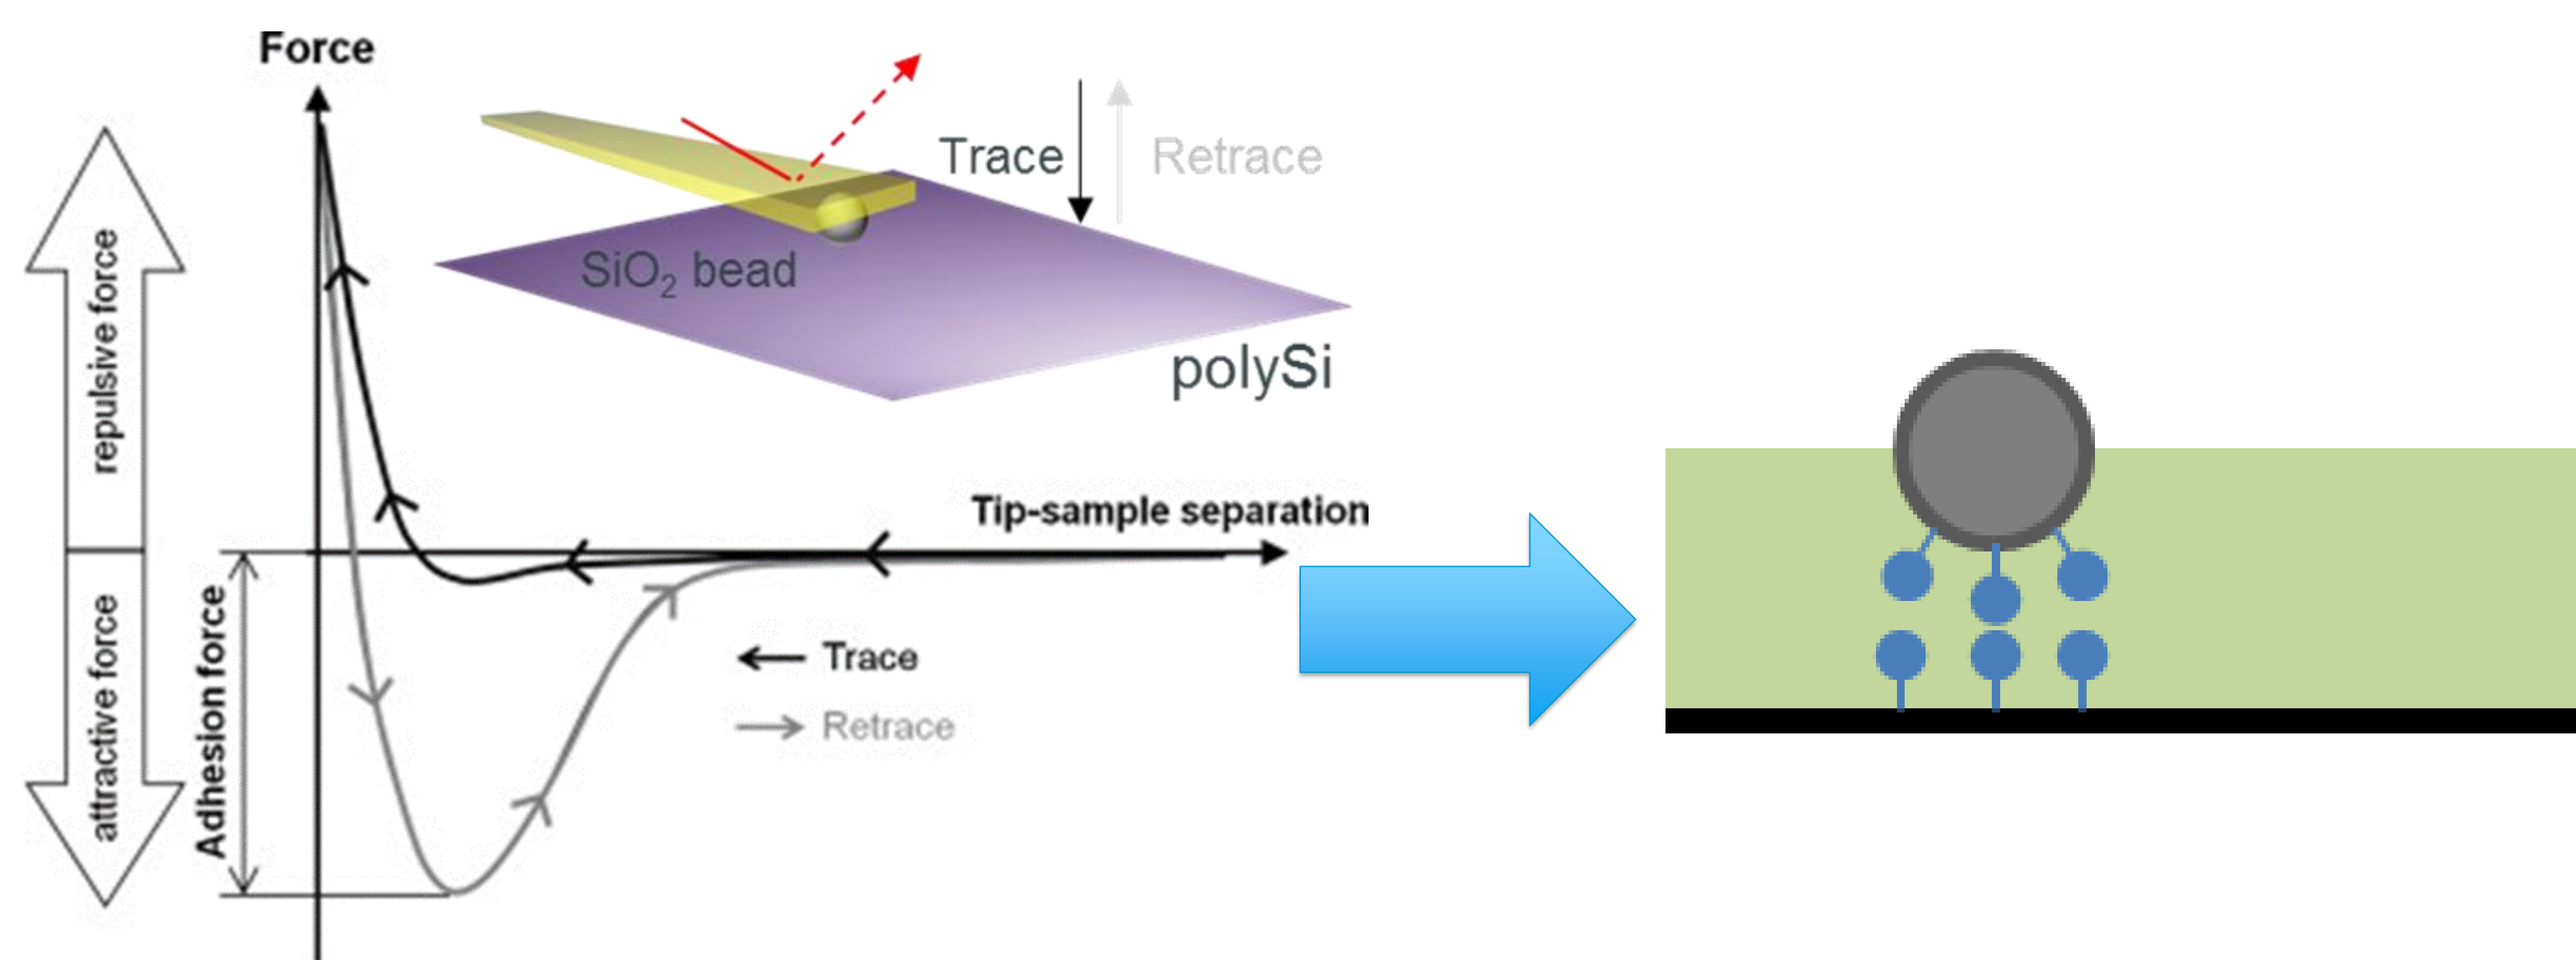 Force
repulsive force
attractive force
Adhesion force
Trace
Retrace
SiO₂ bead
polySi
Tip-sample separation
Trace
Retrace